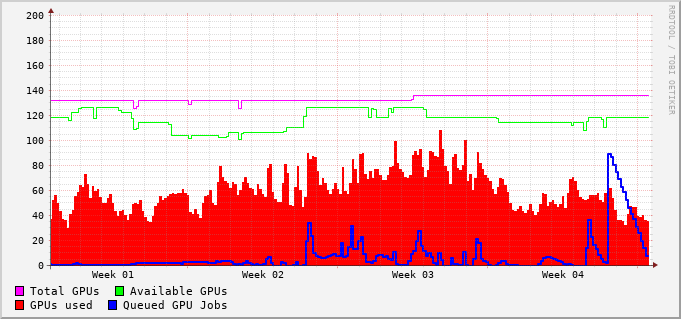 RRDTOOL / TOBI OETIKER
200
180
160
140
120
100
80
60
40
20
0
Week 01 Week 02 Week 03 Week 04
Total GPUs Available GPUs
GPUs used Queued GPU Jobs